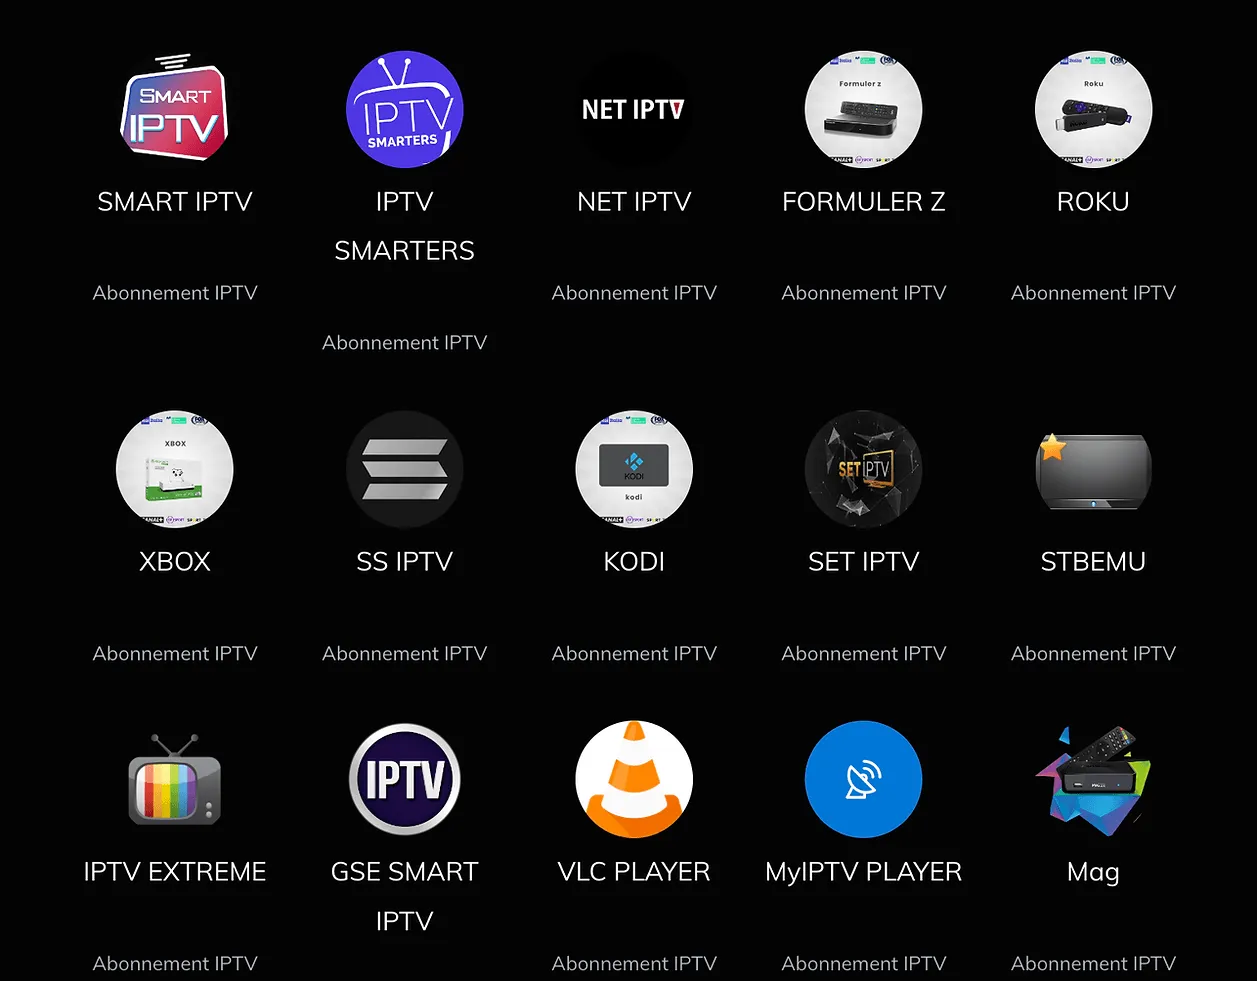 SMART
IPTV
IPTV
SMARTERS
NET IPTV
Formuler z
Roku
SMART IPTV
IPTV
SMARTERS
NET IPTV
FORMULER Z
ROKU
Abonnement IPTV
Abonnement IPTV
Abonnement IPTV
Abonnement IPTV
Abonnement IPTV
XBOX
KODI
kodi
SET IPTV
XBOX
SS IPTV
KODI
SET IPTV
STBEMU
Abonnement IPTV
Abonnement IPTV
Abonnement IPTV
Abonnement IPTV
Abonnement IPTV
IPTV
IPTV EXTREME
GSE SMART
IPTV
VLC PLAYER
MyIPTV PLAYER
Mag
Abonnement IPTV
Abonnement IPTV
Abonnement IPTV
Abonnement IPTV